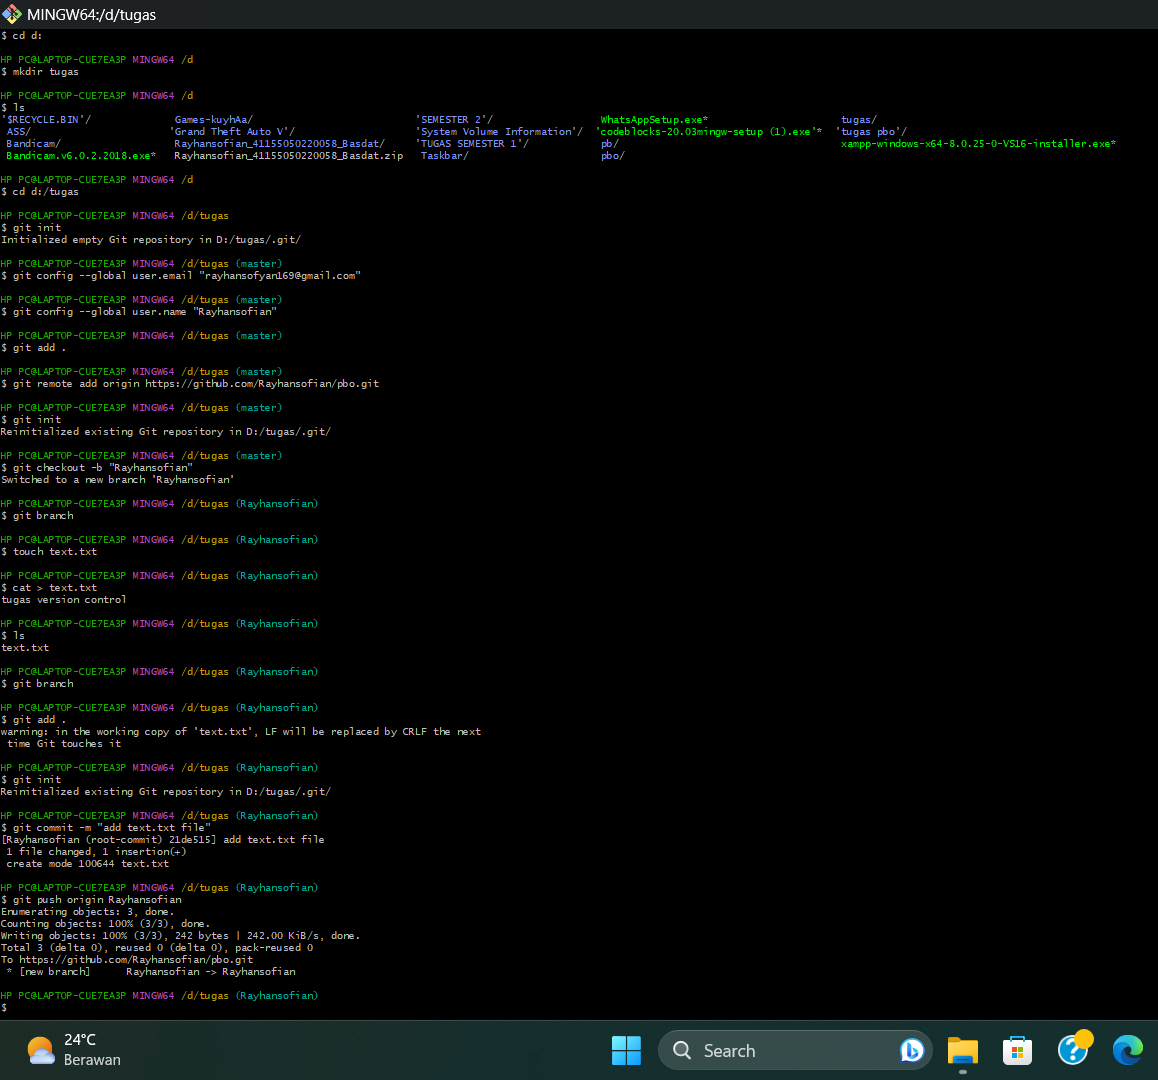 MINGW64:/d/tugas
$ cd d:
HP PC@LAPTOP-CUE7EA3P MINGW64 /d
$ mkdir tugas
HP PC@LAPTOP-CUE7EA3P MINGW64 /d
$ ls
'$RECYCLE.BIN'/ Games-kuyhAa/ 'SEMESTER 2'/ WhatsAppSetup.exe* tugas/
ASS/ 'Grand Theft Auto V'/ 'System Volume Information'/ 'codeblocks-20.03mingw-setup (1).exe'* 'tugas pbo'/
Bandicam/ Rayhansofian_41155050220058_Basdat/ 'TUGAS SEMESTER 1'/ pb/ xampp-windows-x64-8.0.25-0-VS16-installer.exe*
Bandicam.v6.0.2.2018.exe* Rayhansofian_41155050220058_Basdat.zip Taskbar/ pbo/
HP PC@LAPTOP-CUE7EA3P MINGW64 /d
$ cd d:/tugas
HP PC@LAPTOP-CUE7EA3P MINGW64 /d/tugas
$ git init
Initialized empty Git repository in D:/tugas/.git/
HP PC@LAPTOP-CUE7EA3P MINGW64 /d/tugas (master)
$ git config --global user.email "rayhansofyan169@gmail.com"
HP PC@LAPTOP-CUE7EA3P MINGW64 /d/tugas (master)
$ git config --global user.name "Rayhansofian"
HP PC@LAPTOP-CUE7EA3P MINGW64 /d/tugas (master)
$ git add .
HP PC@LAPTOP-CUE7EA3P MINGW64 /d/tugas (master)
$ git remote add origin https://github.com/Rayhansofian/pbo.git
HP PC@LAPTOP-CUE7EA3P MINGW64 /d/tugas (master)
$ git init
Reinitialized existing Git repository in D:/tugas/.git/
HP PC@LAPTOP-CUE7EA3P MINGW64 /d/tugas (master)
$ git checkout -b "Rayhansofian"
Switched to a new branch 'Rayhansofian'
HP PC@LAPTOP-CUE7EA3P MINGW64 /d/tugas (Rayhansofian)
$ git branch
HP PC@LAPTOP-CUE7EA3P MINGW64 /d/tugas (Rayhansofian)
$ touch text.txt
HP PC@LAPTOP-CUE7EA3P MINGW64 /d/tugas (Rayhansofian)
$ cat > text.txt
tugas version control
HP PC@LAPTOP-CUE7EA3P MINGW64 /d/tugas (Rayhansofian)
$ ls
text.txt
HP PC@LAPTOP-CUE7EA3P MINGW64 /d/tugas (Rayhansofian)
$ git branch
HP PC@LAPTOP-CUE7EA3P MINGW64 /d/tugas (Rayhansofian)
$ git add .
warning: in the working copy of 'text.txt', LF will be replaced by CRLF the next
time Git touches it
HP PC@LAPTOP-CUE7EA3P MINGW64 /d/tugas (Rayhansofian)
$ git init
Reinitialized existing Git repository in D:/tugas/.git/
HP PC@LAPTOP-CUE7EA3P MINGW64 /d/tugas (Rayhansofian)
$ git commit -m "add text.txt file"
[Rayhansofian (root-commit) 21de515] add text.txt file
1 file changed, 1 insertion(+)
create mode 100644 text.txt
HP PC@LAPTOP-CUE7EA3P MINGW64 /d/tugas (Rayhansofian)
$ git push origin Rayhansofian
Enumerating objects: 3, done.
Counting objects: 100% (3/3), done.
Writing objects: 100% (3/3), 242 bytes | 242.00 KiB/s, done.
Total 3 (delta 0), reused 0 (delta 0), pack-reused 0
To https://github.com/Rayhansofian/pbo.git
* [new branch] Rayhansofian -> Rayhansofian
HP PC@LAPTOP-CUE7EA3P MINGW64 /d/tugas (Rayhansofian)
$
24°C
Berawan
Search